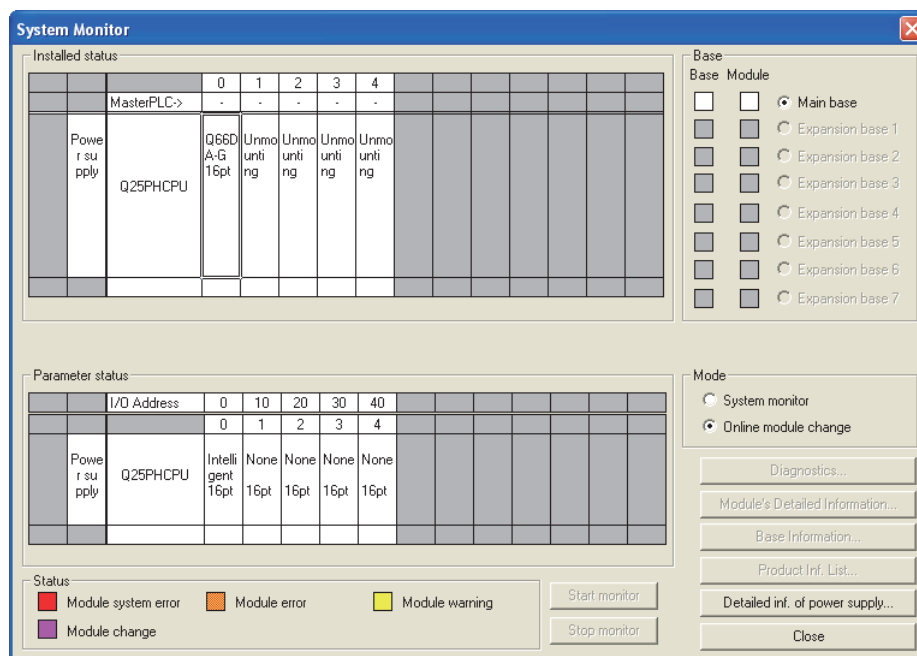 System Monitor
Installed status
0 1 2 3 4
MasterPLC-> - - - - -
Powe
r su
pply
Q25PHCPU
Q66D
A-G
16pt
Unmo
unti
ng
Unmo
unti
ng
Unmo
unti
ng
Unmo
unti
ng
Base
Base Module
Main base
Expansion base 1
Expansion base 2
Expansion base 3
Expansion base 4
Expansion base 5
Expansion base 6
Expansion base 7
Parameter status
I/O Address 0 10 20 30 40
0 1 2 3 4
Powe
r su
pply
Q25PHCPU
Intelli
gent
16pt
None
16pt
None
16pt
None
16pt
None
16pt
Mode
System monitor
Online module change
Diagnostics...
Module's Detailed Information...
Base Information...
Product Inf. List...
Detailed inf. of power supply...
Close
Status
Module system error
Module error
Module warning
Module change
Start monitor
Stop monitor